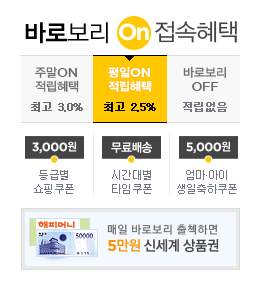 바로보리 On 접속혜택
주말ON
적립혜택
최고 3.0%
평일ON
적립혜택
최고 2.5%
바로보리
OFF
적립없음
3,000원
등급별
쇼핑쿠폰
무료배송
시간대별
타임쿠폰
5,000원
엄마·아이
생일축하쿠폰
해피머니
50000
매일 바로보리 출첵하면
5만원 신세계 상품권